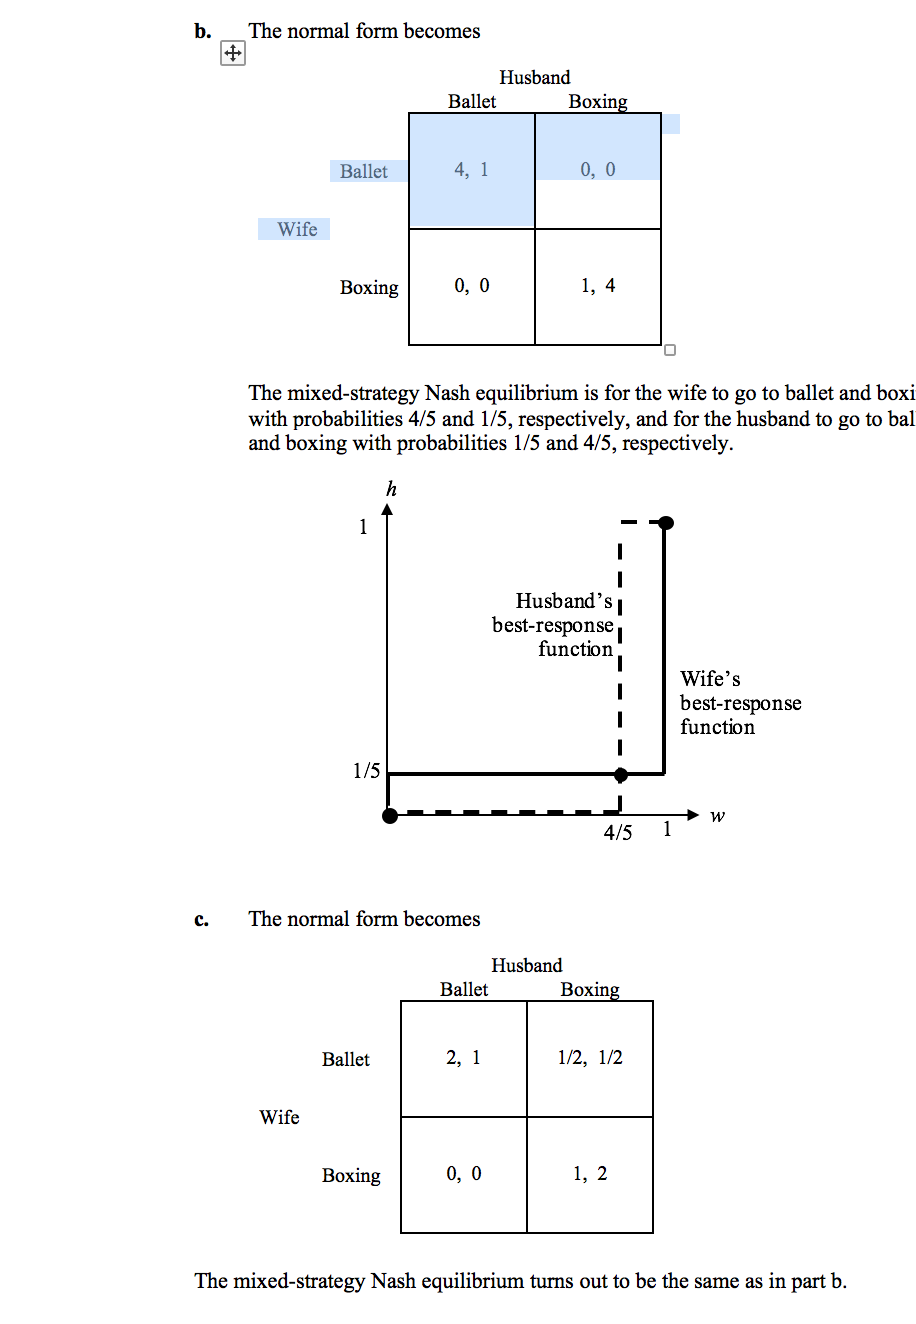 b. The normal form becomes
Husband
Ballet Boxing
Ballet 4, 1 0, 0
Wife
Boxing 0, 0 1, 4
The mixed-strategy Nash equilibrium is for the wife to go to ballet and boxi
with probabilities 4/5 and 1/5, respectively, and for the husband to go to bal
and boxing with probabilities 1/5 and 4/5, respectively.
h
1
Husband’s
best-response
function
Wife’s
best-response
function
1/5
w
4/5 1
c. The normal form becomes
Husband
Ballet Boxing
Ballet 2, 1 1/2, 1/2
Wife
Boxing 0, 0 1, 2
The mixed-strategy Nash equilibrium turns out to be the same as in part b.